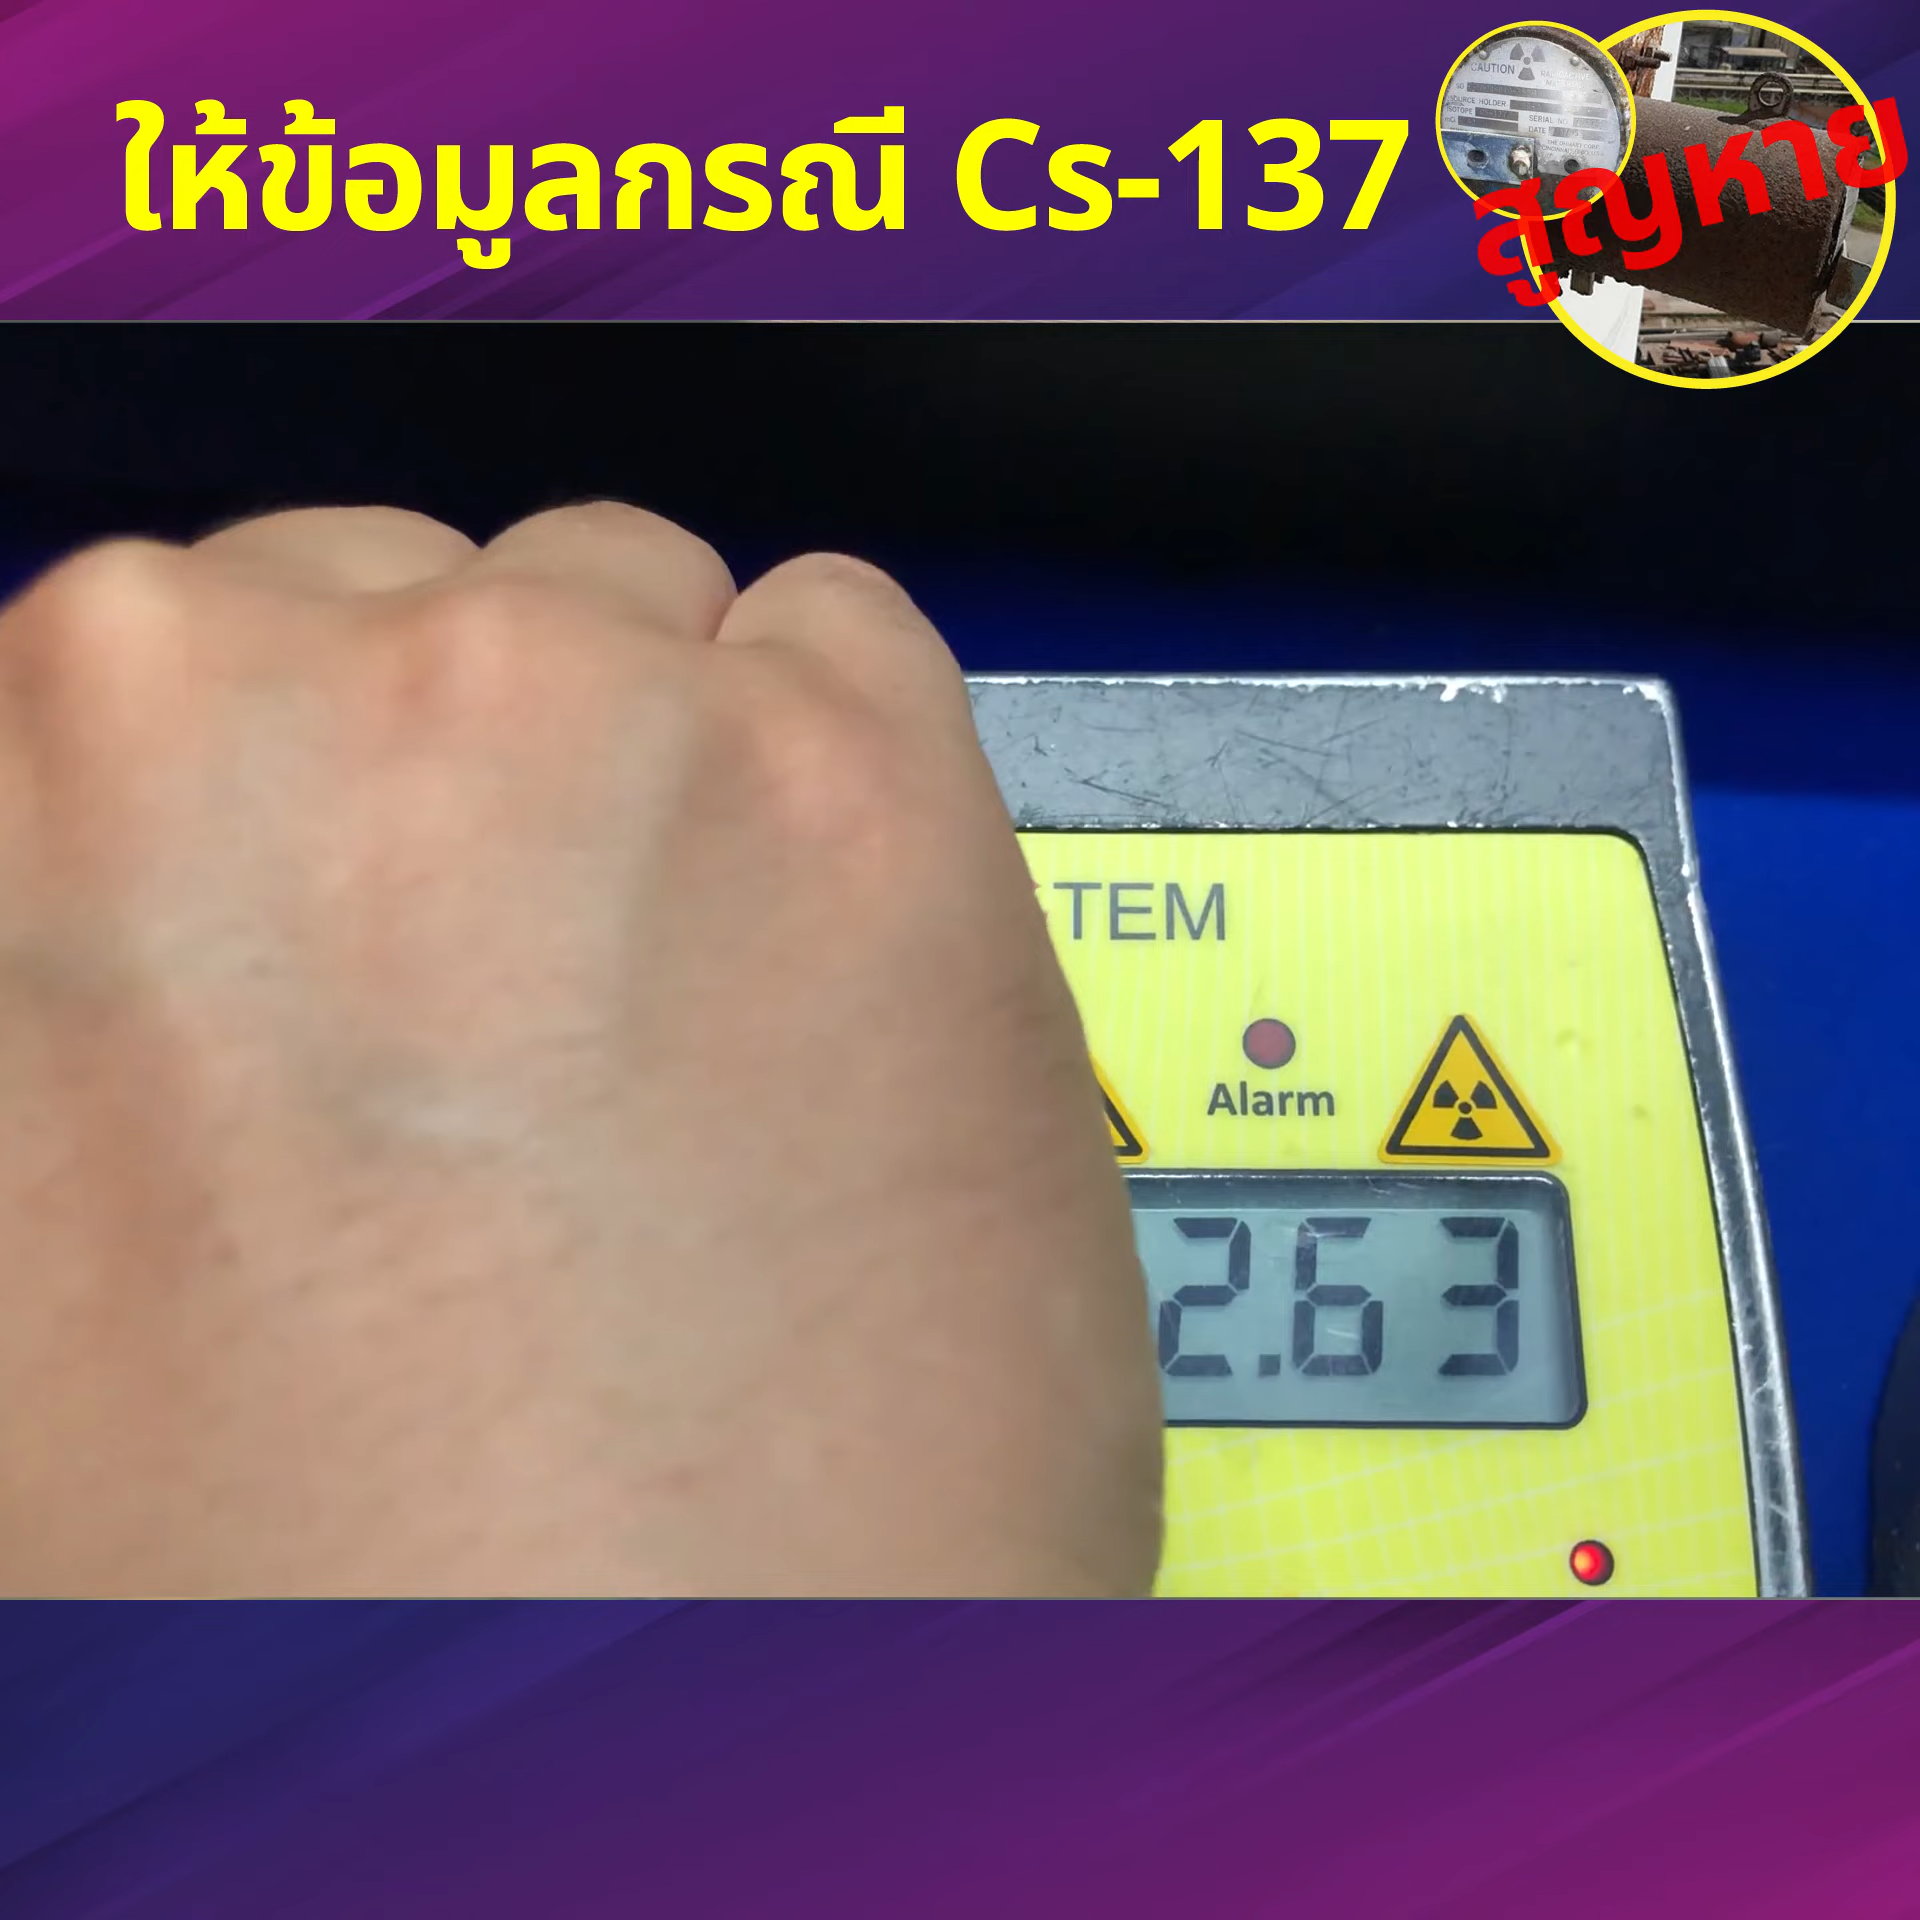 ให้ข้อมูลกรณี Cs-137
สูญหาย
CAUTION
SOURCE HOLDER
ISOTOPE
SERIAL NO
DATE
TEM
Alarm
2.63